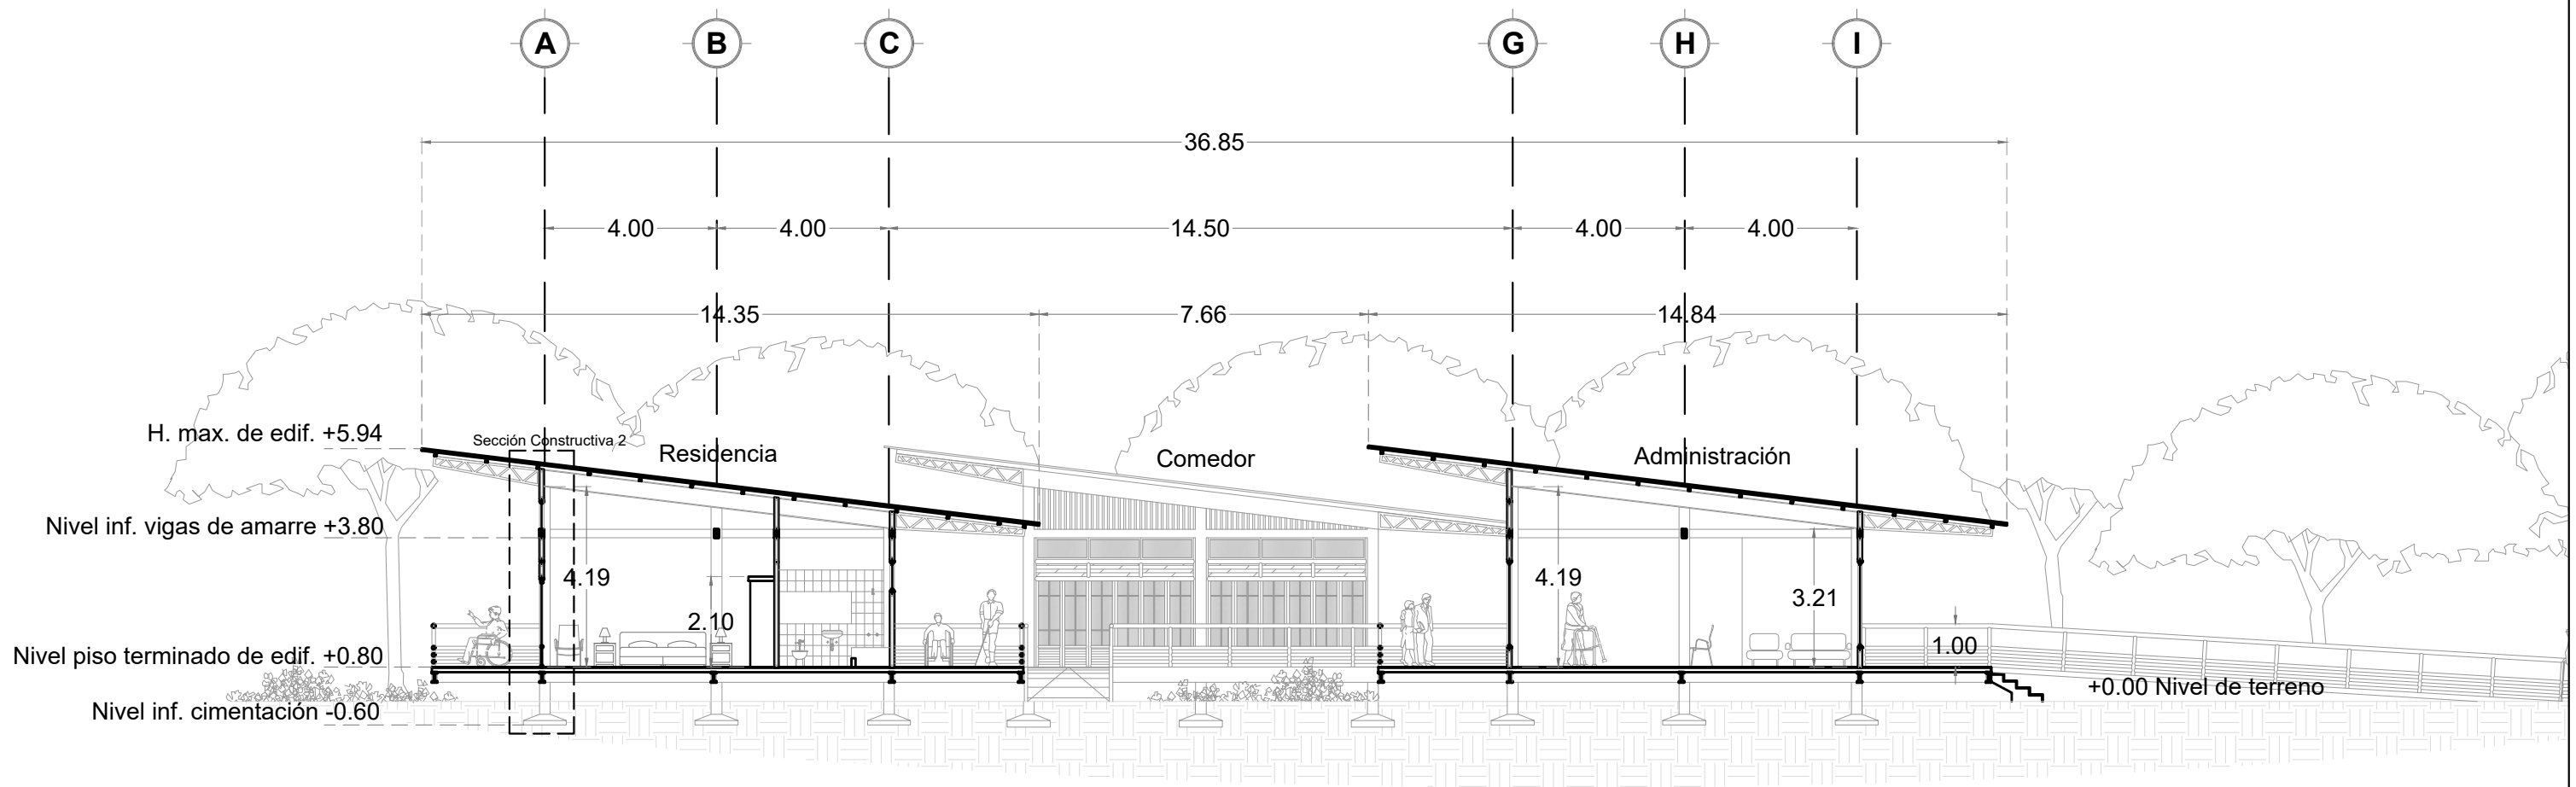 A B C G H I
36.85
4.00 4.00 14.50 4.00 4.00
14.35 7.66 14.84
H. max. de edif. +5.94
Sección Constructiva 2
Residencia
Comedor
Administración
Nivel inf. vigas de amarre +3.80
4.19
2.10
4.19
3.21
1.00
Nivel piso terminado de edif. +0.80
+0.00 Nivel de terreno
Nivel inf. cimentación -0.60